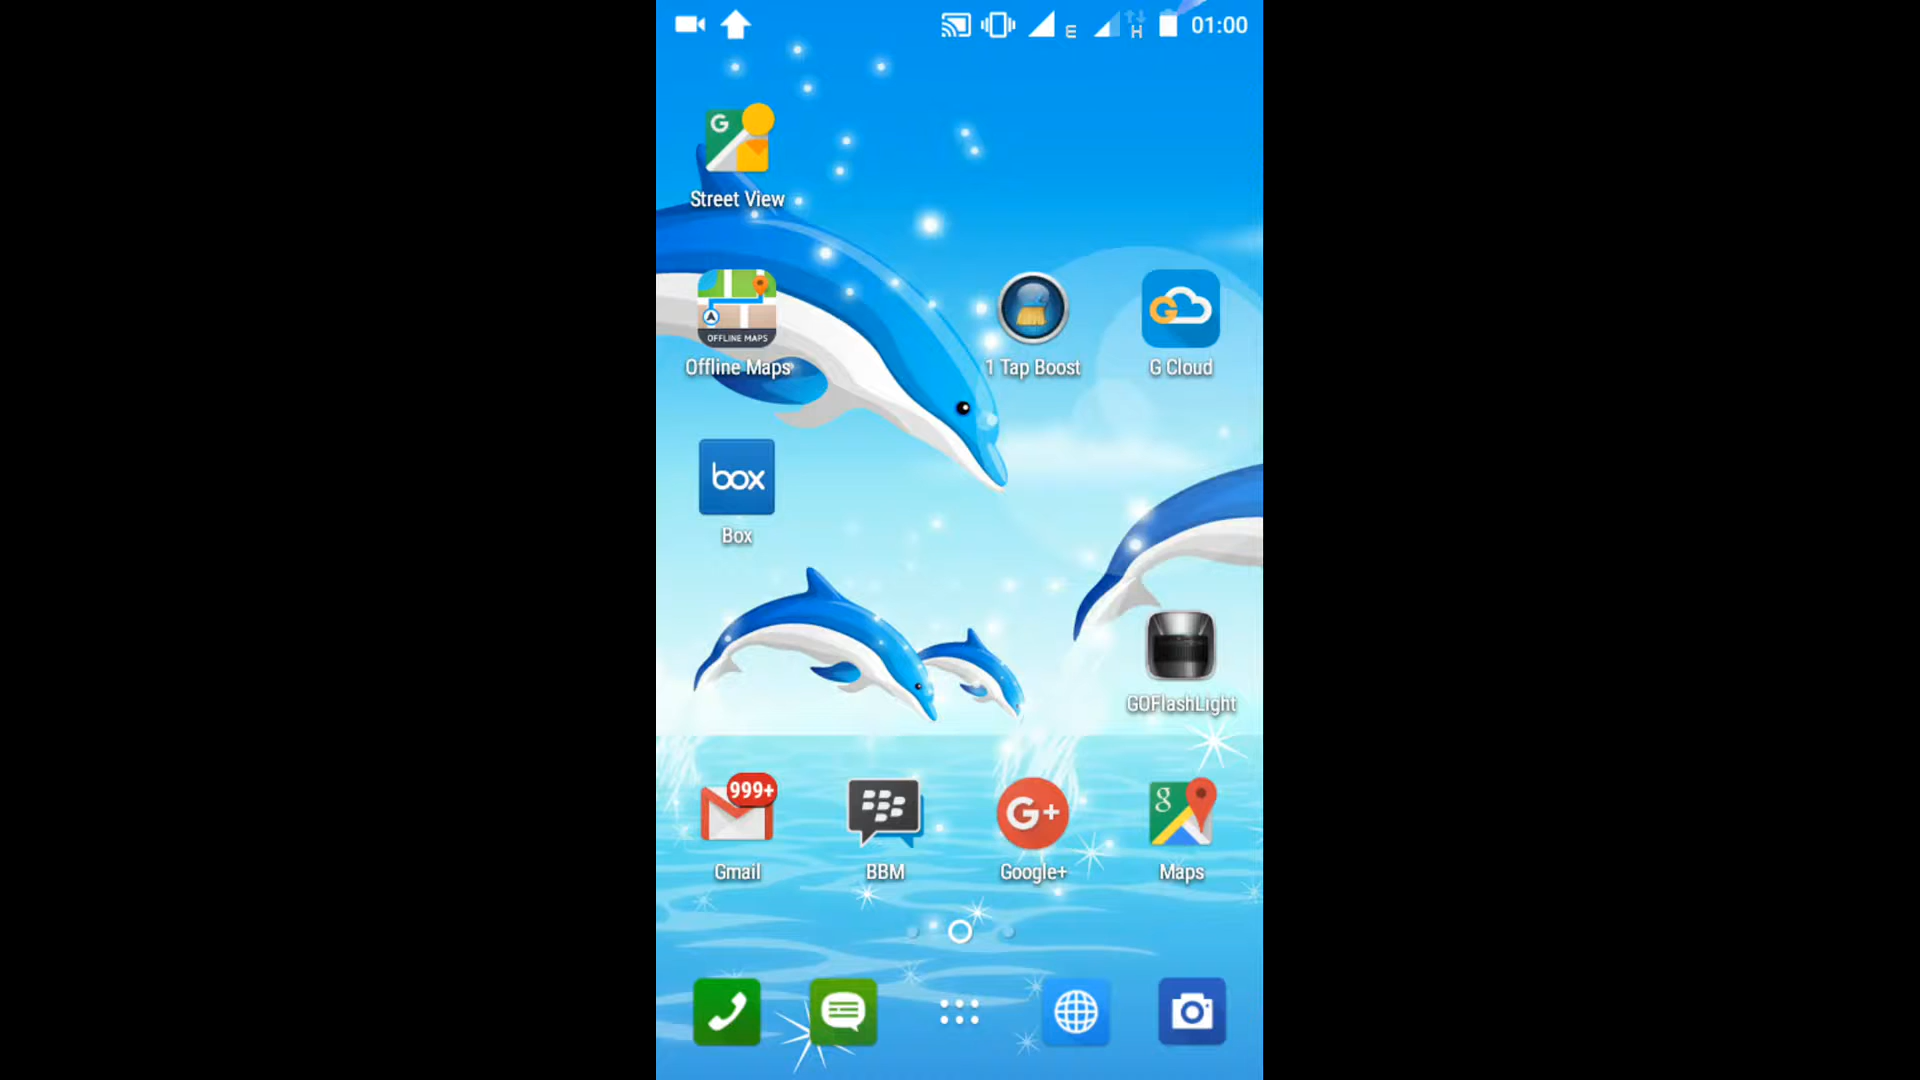 E
H
01:00
G
Street View
OFFLINE MAPS
Offline Maps
1 Tap Boost
G
G Cloud
box
Box
GOFlashLight
999+
Gmail
BBM
G+
Google+
g
Maps